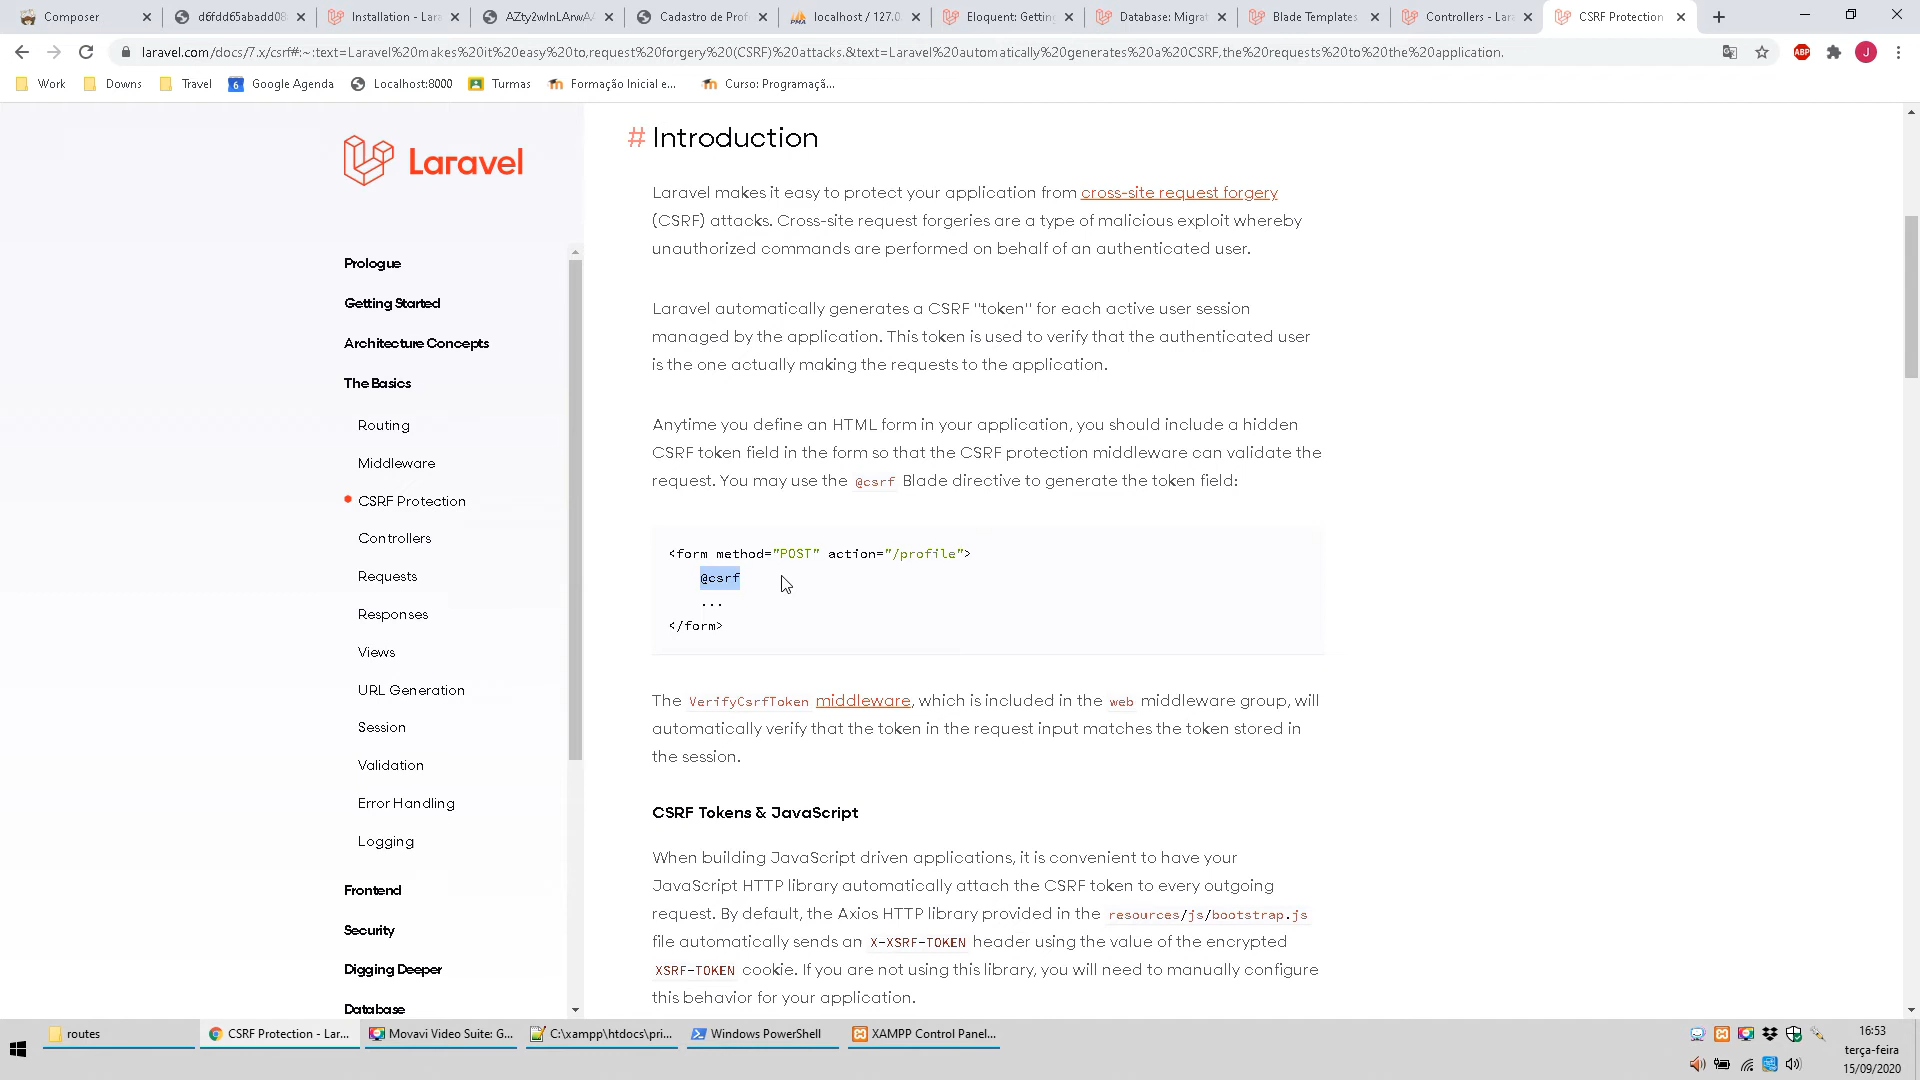 Composer
d6fdd65abadd08
Installation - Lara
Cadastro de Prof
localhost / 127.0.
Eloquent: Getting
Database: Migrat
Blade Templates
Controllers - Lara
CSRF Protection
laravel.com/docs/7.x/csrf#:~:text=Laravel%20makes%20it%20easy%20to,request%20forgery%20(CSRF)%20attacks.&text=Laravel%20automatically%20generates%20a%20CSRF,the%20requests%20to%20the%20application.
ABP
J
Work
Downs
Travel
6
Google Agenda
Localhost:8000
Turmas
Formação Inicial e...
Curso: Programaçã...
Laravel
Prologue
Getting Started
Architecture Concepts
The Basics
Routing
Middleware
CSRF Protection
Controllers
Requests
Responses
Views
URL Generation
Session
Validation
Error Handling
Logging
Frontend
Security
Digging Deeper
Database
# Introduction
Laravel makes it easy to protect your application from cross-site request forgery
(CSRF) attacks. Cross-site request forgeries are a type of malicious exploit whereby
unauthorized commands are performed on behalf of an authenticated user.
Laravel automatically generates a CSRF "token" for each active user session
managed by the application. This token is used to verify that the authenticated user
is the one actually making the requests to the application.
Anytime you define an HTML form in your application, you should include a hidden
CSRF token field in the form so that the CSRF protection middleware can validate the
request. You may use the @csrf Blade directive to generate the token field:
<form method="POST" action="/profile">
@csrf
...
</form>
The VerifyCsrfToken middleware, which is included in the web middleware group, will
automatically verify that the token in the request input matches the token stored in
the session.
CSRF Tokens & JavaScript
When building JavaScript driven applications, it is convenient to have your
JavaScript HTTP library automatically attach the CSRF token to every outgoing
request. By default, the Axios HTTP library provided in the resources/js/bootstrap.js
file automatically sends an X-XSRF-TOKEN header using the value of the encrypted
XSRF-TOKEN cookie. If you are not using this library, you will need to manually configure
this behavior for your application.
routes
CSRF Protection - Lar...
Movavi Video Suite: G...
C:\xampp\htdocs\pri...
Windows PowerShell
XAMPP Control Panel...
16:53
terça-feira
15/09/2020